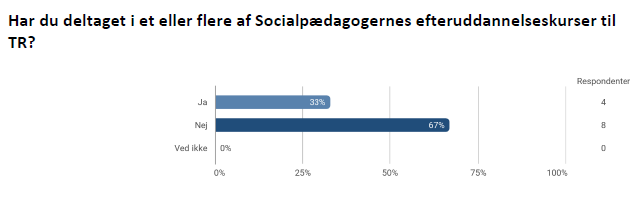 Har du deltaget i et eller flere af Socialpædagogernes efteruddannelseskurser til
TR?
Respondenter
Ja 33% 4
Nej 67% 8
Ved ikke 0% 0
0% 25% 50% 75% 100%